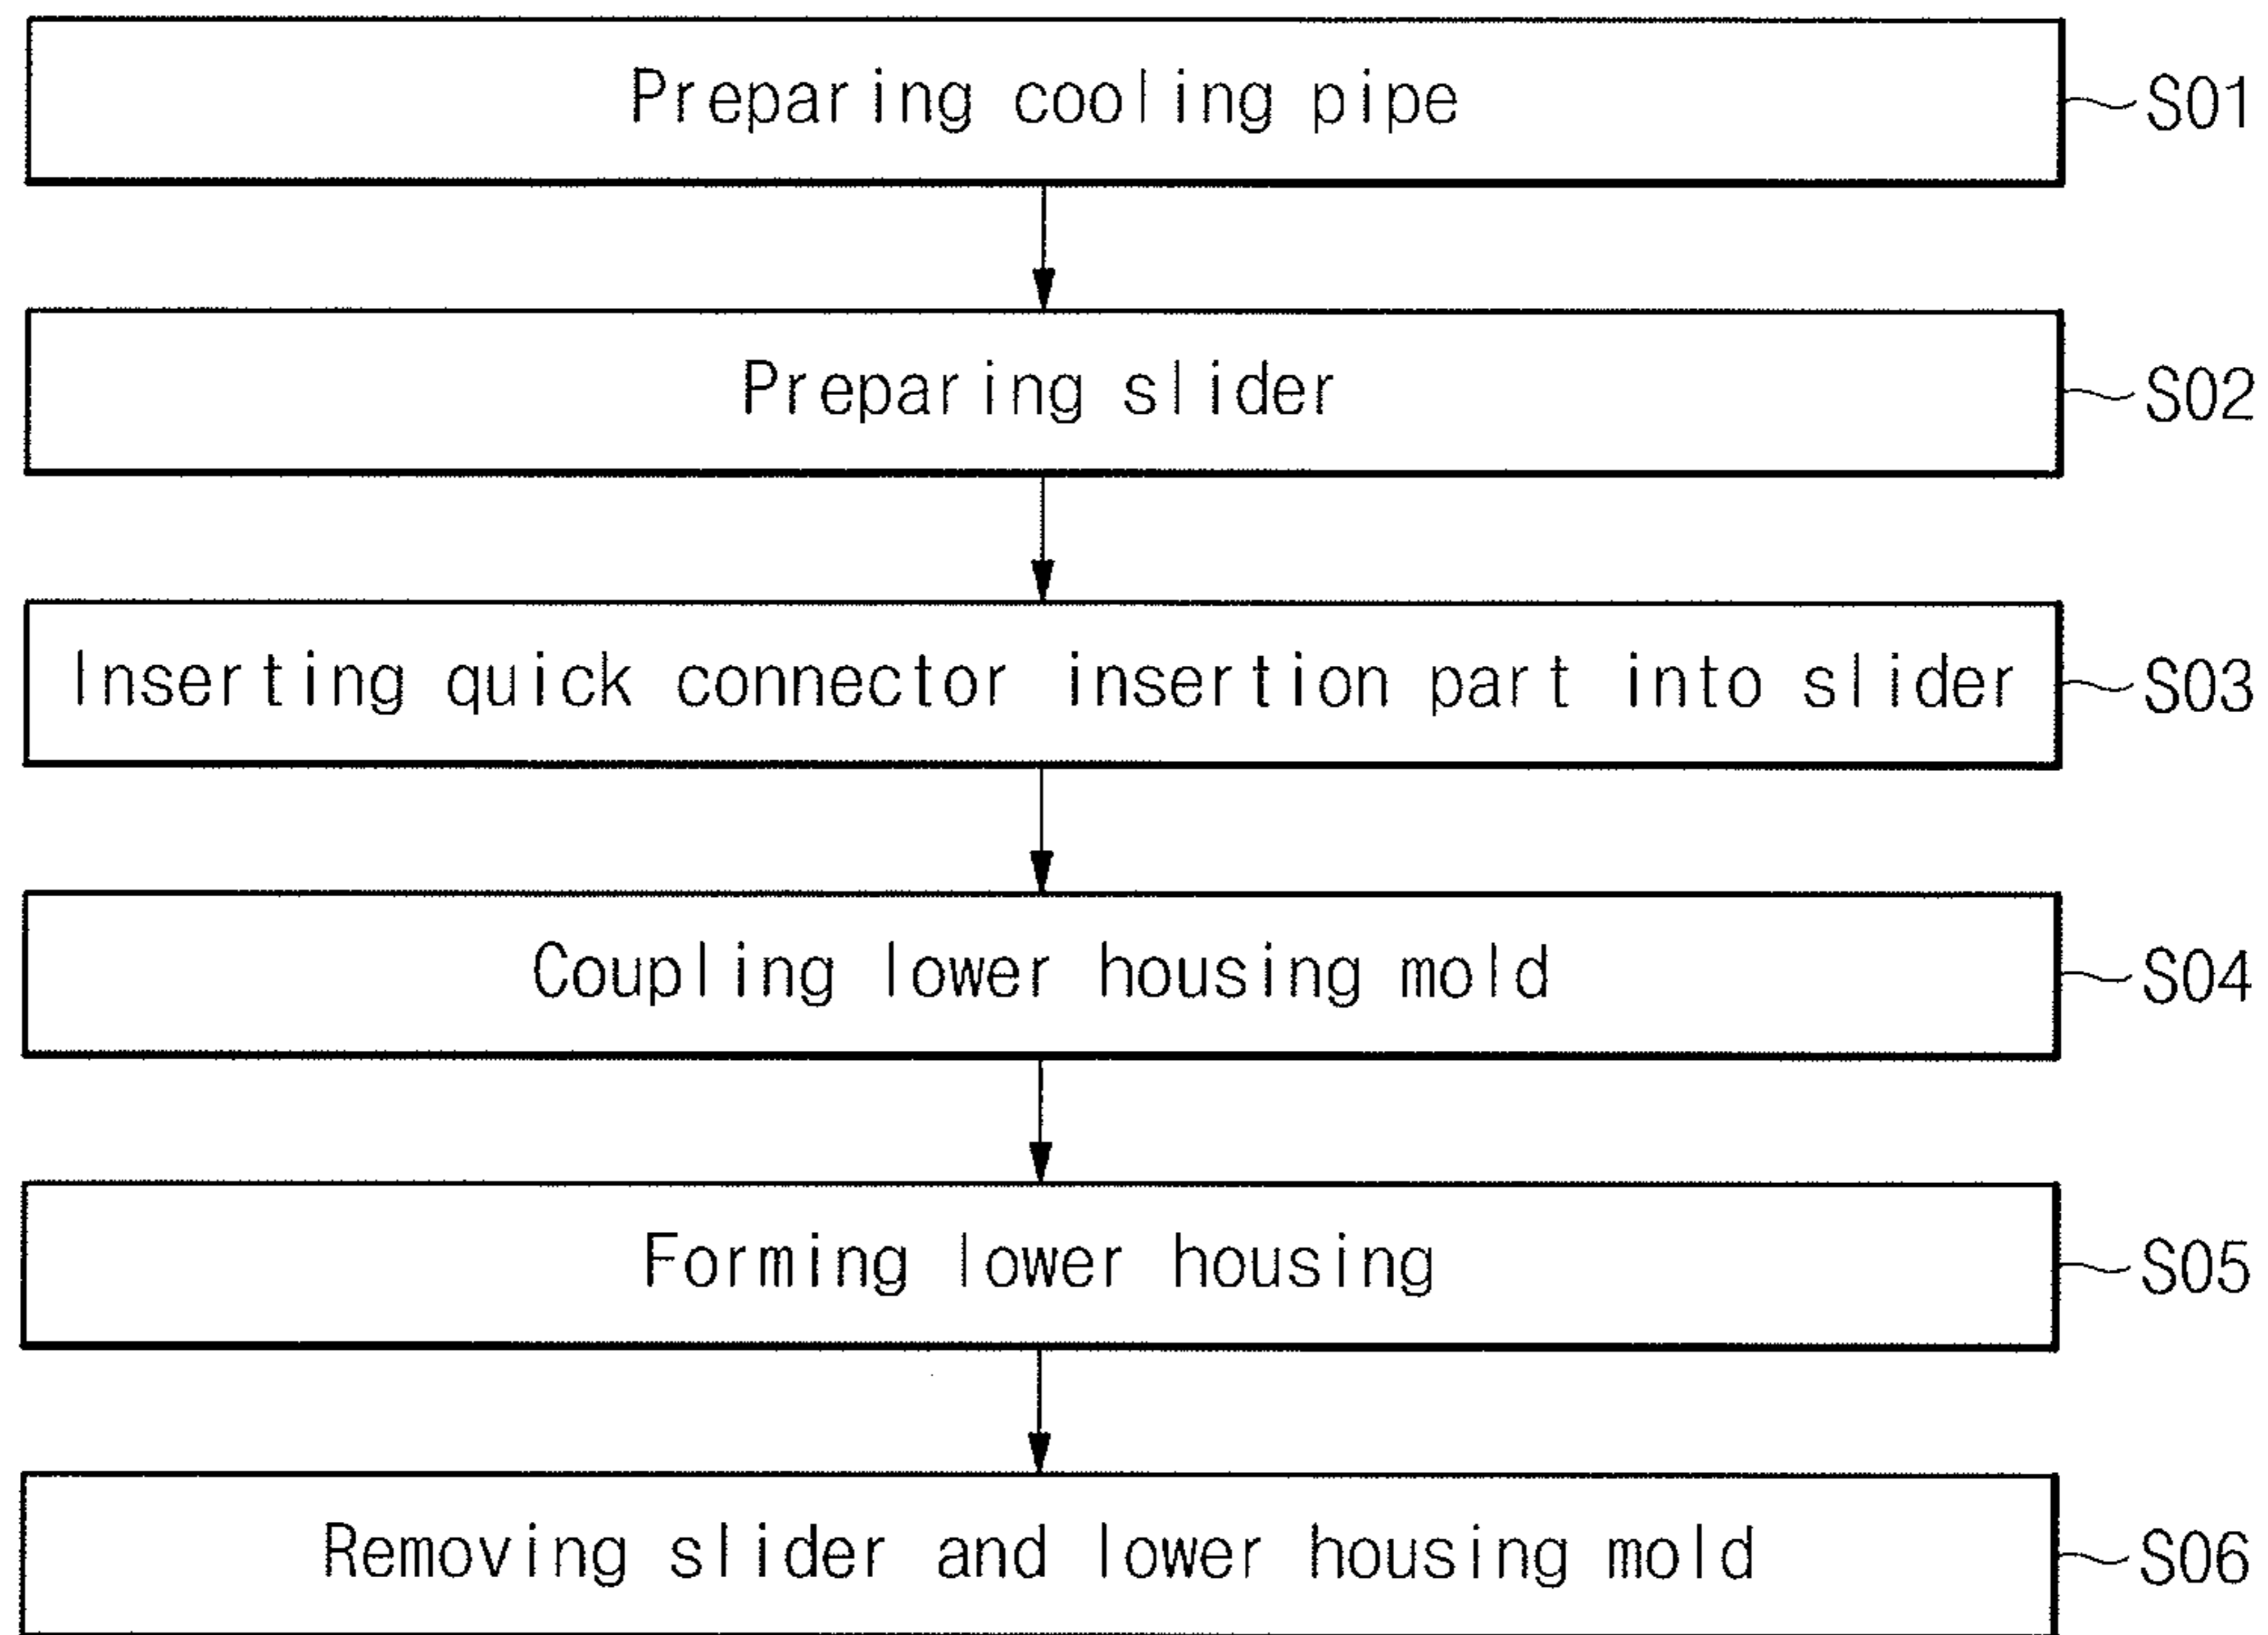 Preparing cooling pipe
S01
Preparing slider
S02
Inserting quick connector insertion part into slider
S03
Coupling lower housing mold
S04
Forming lower housing
S05
Removing slider and lower housing mold
S06